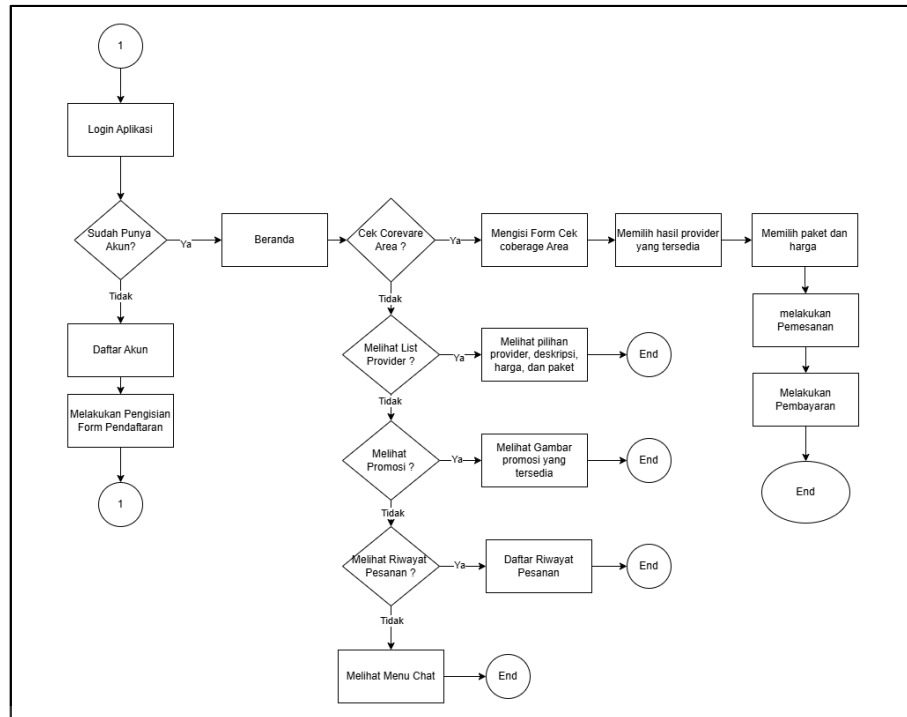 1
Login Aplikasi
Sudah Punya
Akun?
Ya
Beranda
Cek Corevare
Area ?
Ya
Mengisi Form Cek
coberage Area
Memilih hasil provider
yang tersedia
Memilih paket dan
harga
Tidak
Tidak
Daftar Akun
Melihat List
Provider ?
Ya
Melihat pilihan
provider, deskripsi,
harga, dan paket
End
melakukan
Pemesanan
Melakukan
Pembayaran
End
Melakukan Pengisian
Form Pendaftaran
1
Tidak
Melihat
Promosi ?
Ya
Melihat Gambar
promosi yang
tersedia
End
Tidak
Melihat Riwayat
Pesanan ?
Ya
Daftar Riwayat
Pesanan
End
Tidak
Melihat Menu Chat
End